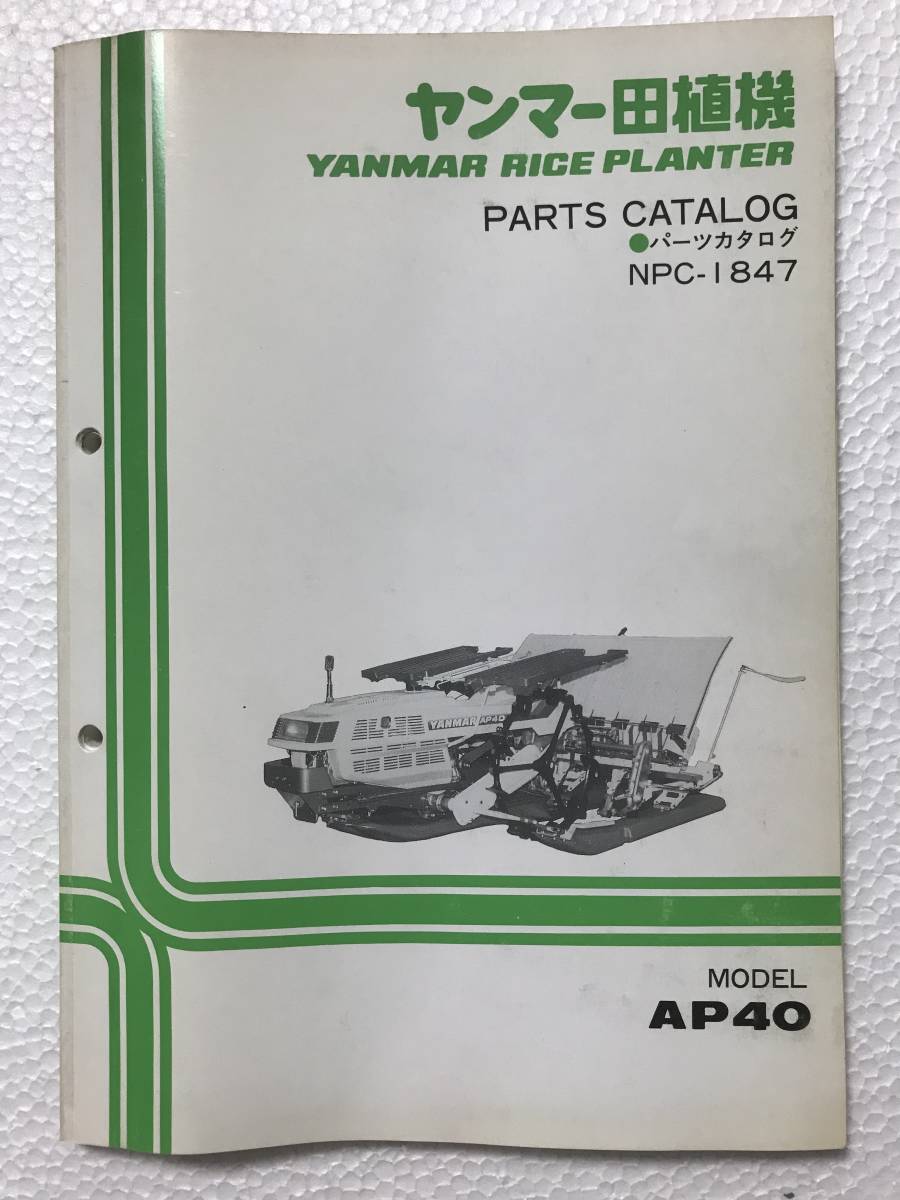 ヤンマー田植機
YANMAR RICE PLANTER
PARTS CATALOG
●パーツカタログ
NPC-1847
YANMAR AP40
MODEL
AP40